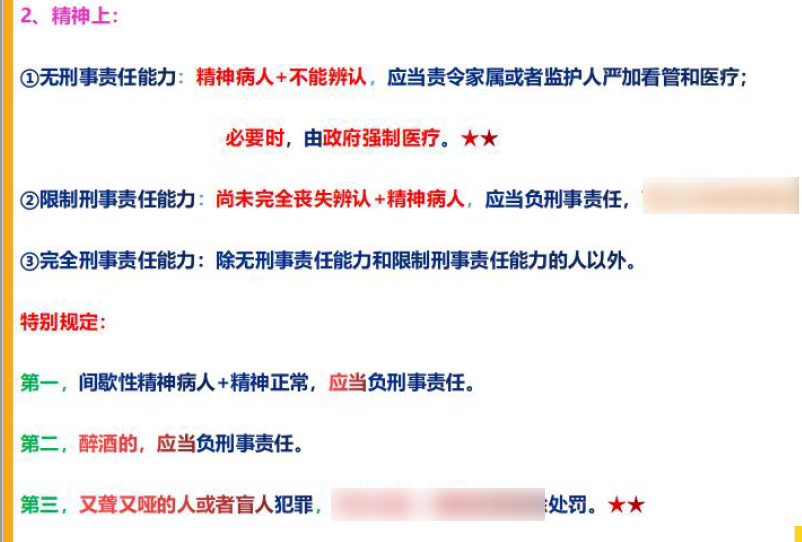 2、精神上：
①无刑事责任能力：精神病人+不能辨认，应当责令家属或者监护人严加看管和医疗；
必要时，由政府强制医疗。★★
②限制刑事责任能力：尚未完全丧失辨认+精神病人，应当负刑事责任，
③完全刑事责任能力：除无刑事责任能力和限制刑事责任能力的人以外。
特别规定：
第一，间歇性精神病人+精神正常，应当负刑事责任。
第二，醉酒的，应当负刑事责任。
第三，又聋又哑的人或者盲人犯罪，处罚。★★